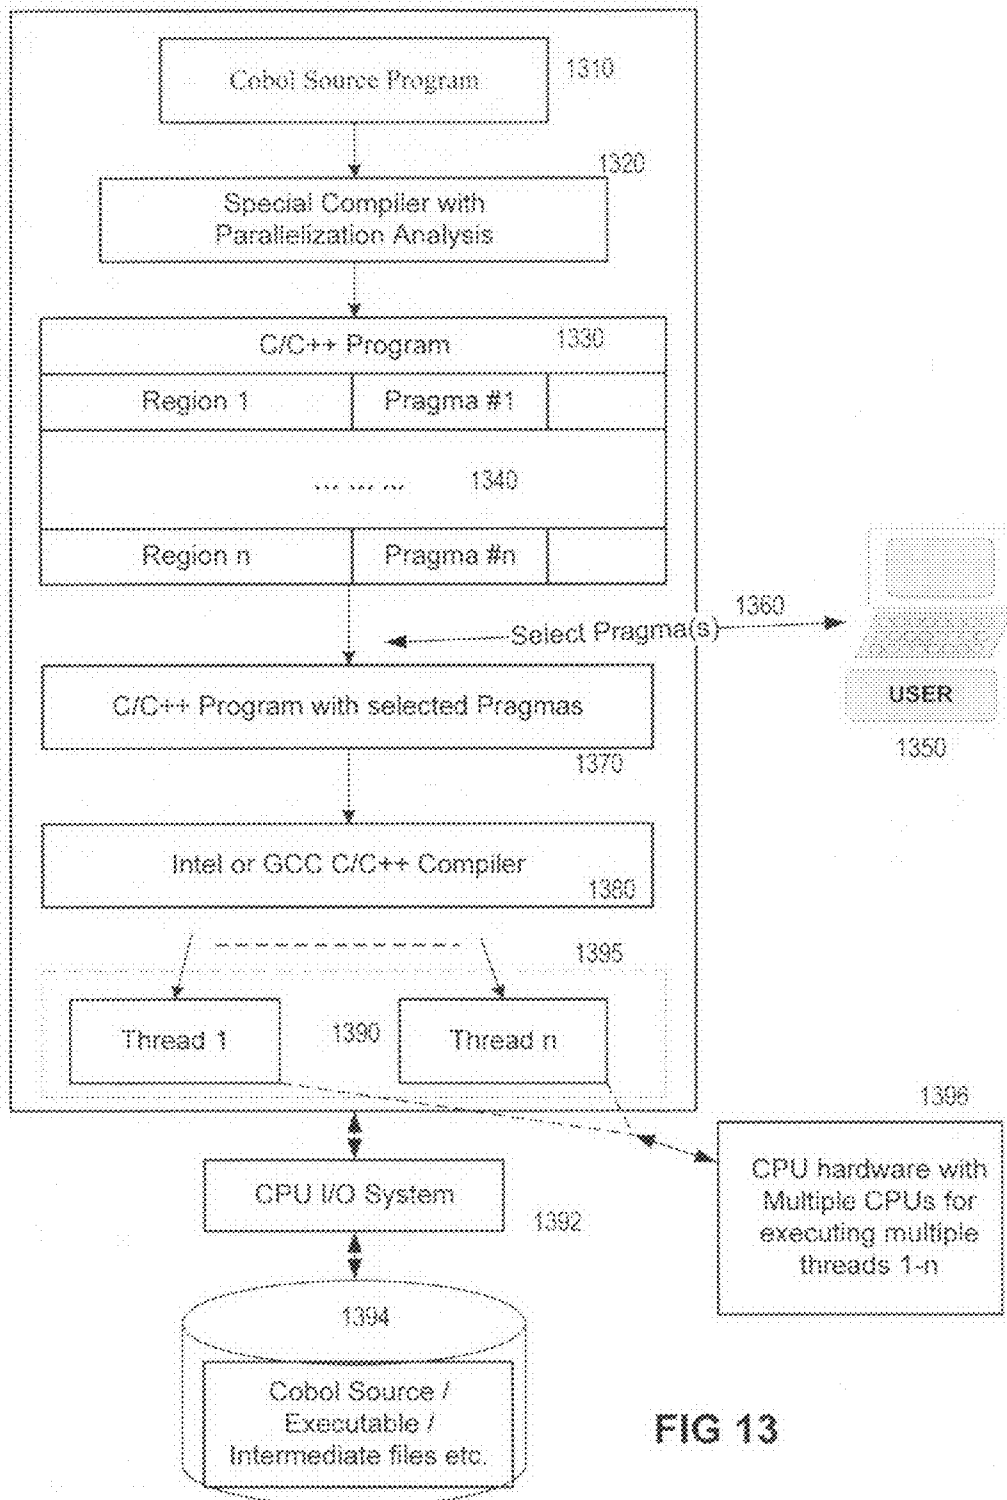 Cobol Source Program
1310
1320
Special Compiler with
Parallelization Analysis
C/C++ Program
1330
Region 1
Pragma #1
... ... ...
1340
Region n
Pragma #n
Select Pragma(s)
1360
USER
1350
C/C++ Program with selected Pragmas
1370
Intel or GCC C/C++ Compiler
1380
1395
Thread 1
1390
Thread n
1396
CPU hardware with
Multiple CPUs for
executing multiple
threads 1-n
CPU I/O System
1392
1394
Cobol Source /
Executable /
Intermediate files etc.
FIG 13